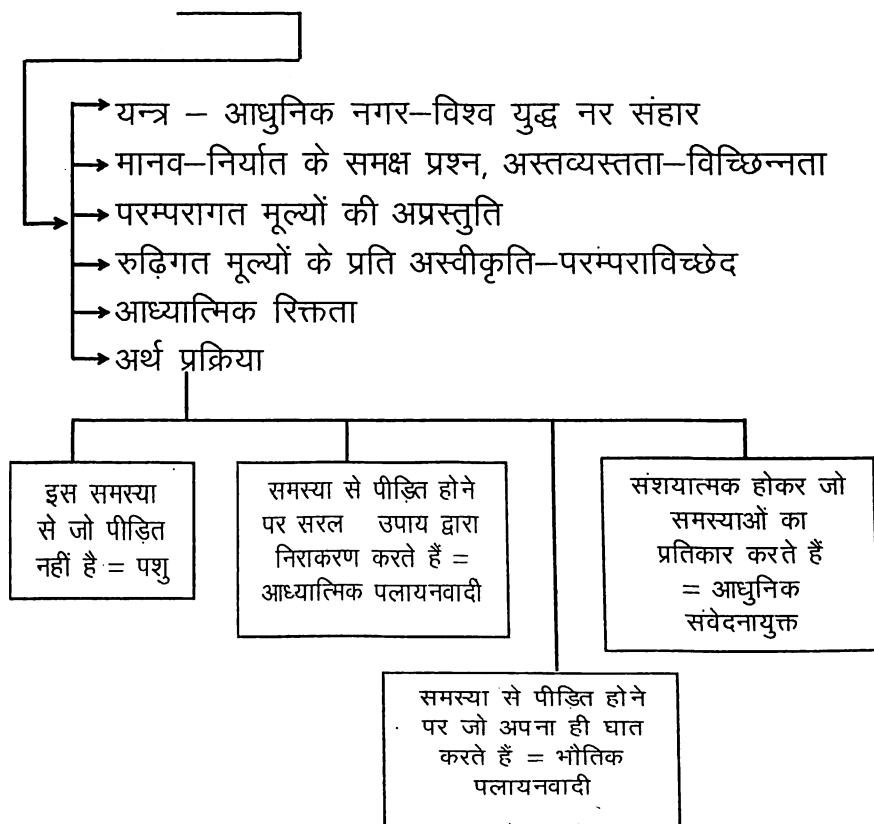 यन्त्र – आधुनिक नगर–विश्व युद्ध नर संहार
मानव–निर्यात के समक्ष प्रश्न, अस्तव्यस्तता–विच्छिन्नता
परम्परागत मूल्यों की अप्रस्तुति
रुढ़िगत मूल्यों के प्रति अस्वीकृति–परंम्पराविच्छेद
आध्यात्मिक रिक्तता
अर्थ प्रक्रिया
इस समस्या
से जो पीड़ित
नहीं है = पशु
समस्या से पीड़ित होने
पर सरल उपाय द्वारा
निराकरण करते हैं =
आध्यात्मिक पलायनवादी
संशयात्मक होकर जो
समस्याओं का
प्रतिकार करते हैं
= आधुनिक
संवेदनायुक्त
समस्या से पीड़ित होने
पर जो अपना ही घात
करते हैं = भौतिक
पलायनवादी